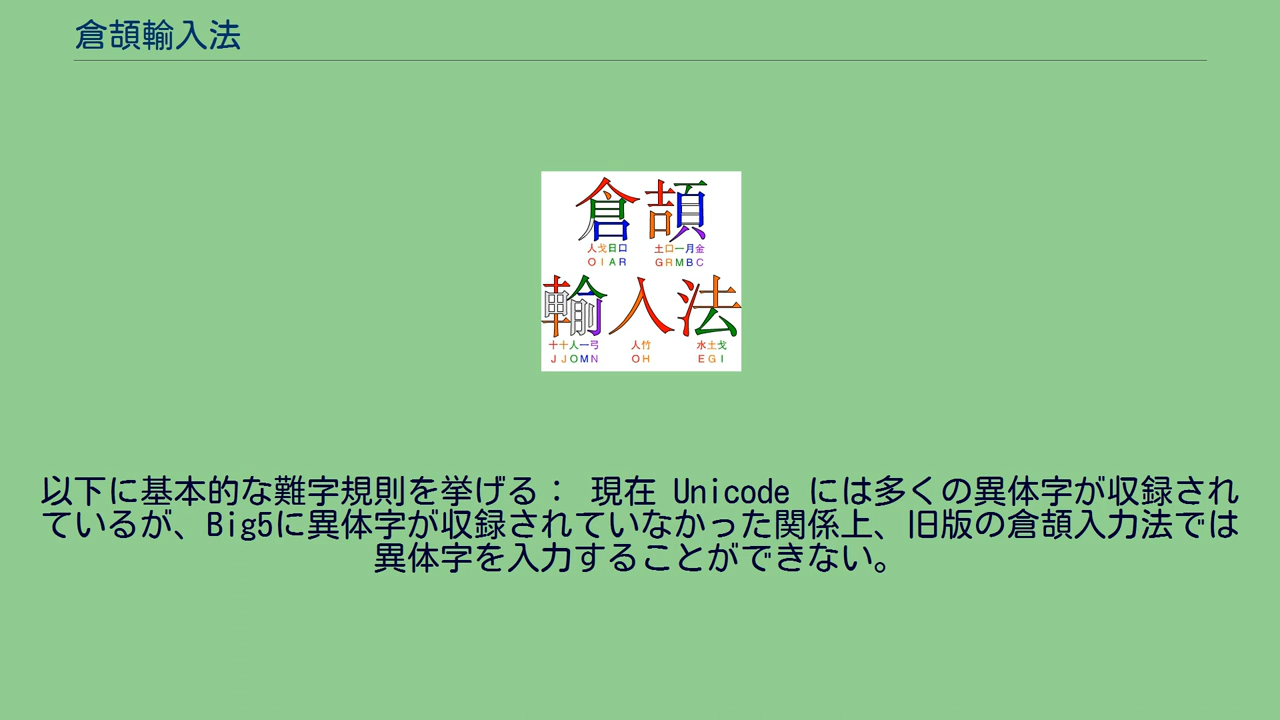 倉頡輸入法
倉頡
人戈日口 土口一月金
OIAR GRMBC
輸入法
十十人一弓 人竹 水土戈
JJOMN OH EGI
以下に基本的な難字規則を挙げる： 現在 Unicode には多くの異体字が収録され
ているが、Big5に異体字が収録されていなかった関係上、旧版の倉頡入力法では
異体字を入力することができない。